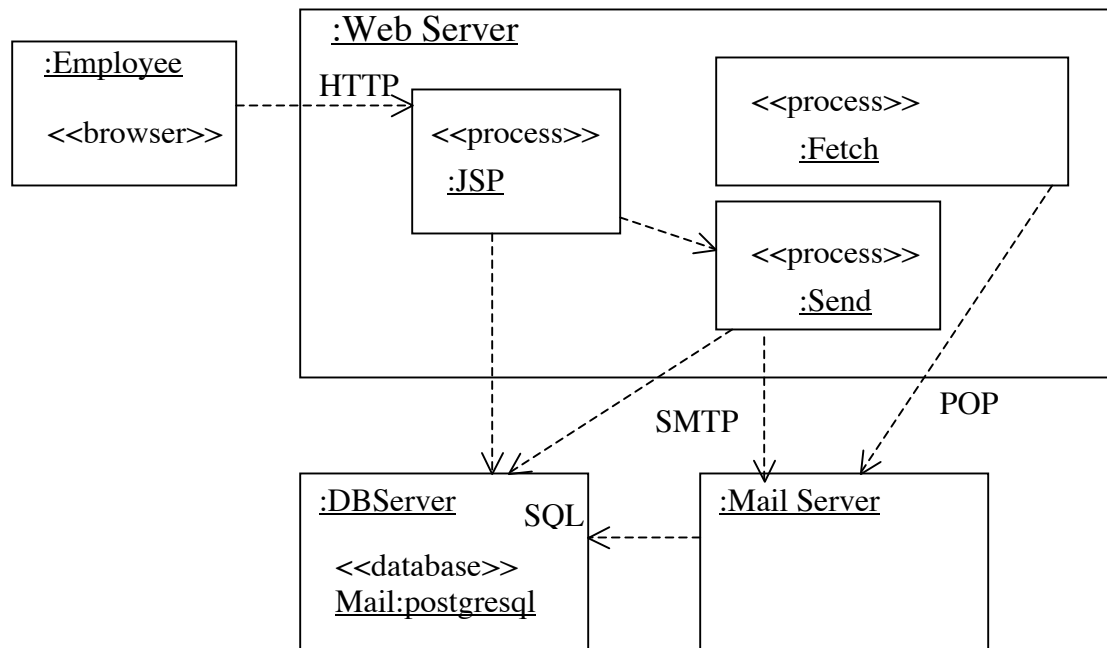 :Web Server
:Employee
<<browser>>
HTTP
<<process>>
:JSP
<<process>>
:Fetch
<<process>>
:Send
SMTP
POP
:DBServer
SQL
<<database>>
Mail:postgresql
:Mail Server